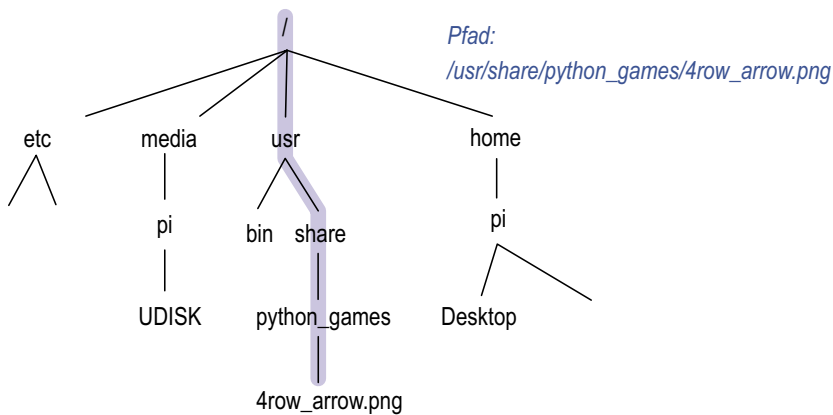 /
Pfad:
/usr/share/python_games/4row_arrow.png
etc media usr home
pi bin share pi
UDISK python_games Desktop
4row_arrow.png